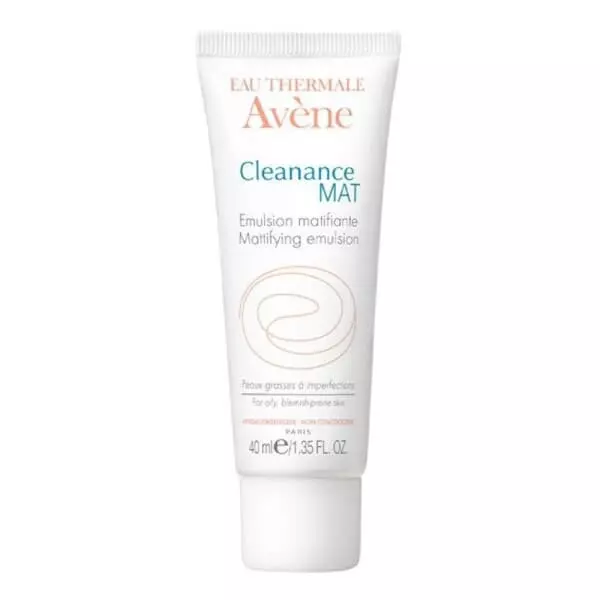 EAU THERMALE
Avène
Cleanance
MAT
Emulsion matifiante
Mattifying emulsion
Peaux grasses à imperfections
For oily, blemish-prone skin
PARIS
40 ml e/1.35 FL. OZ.